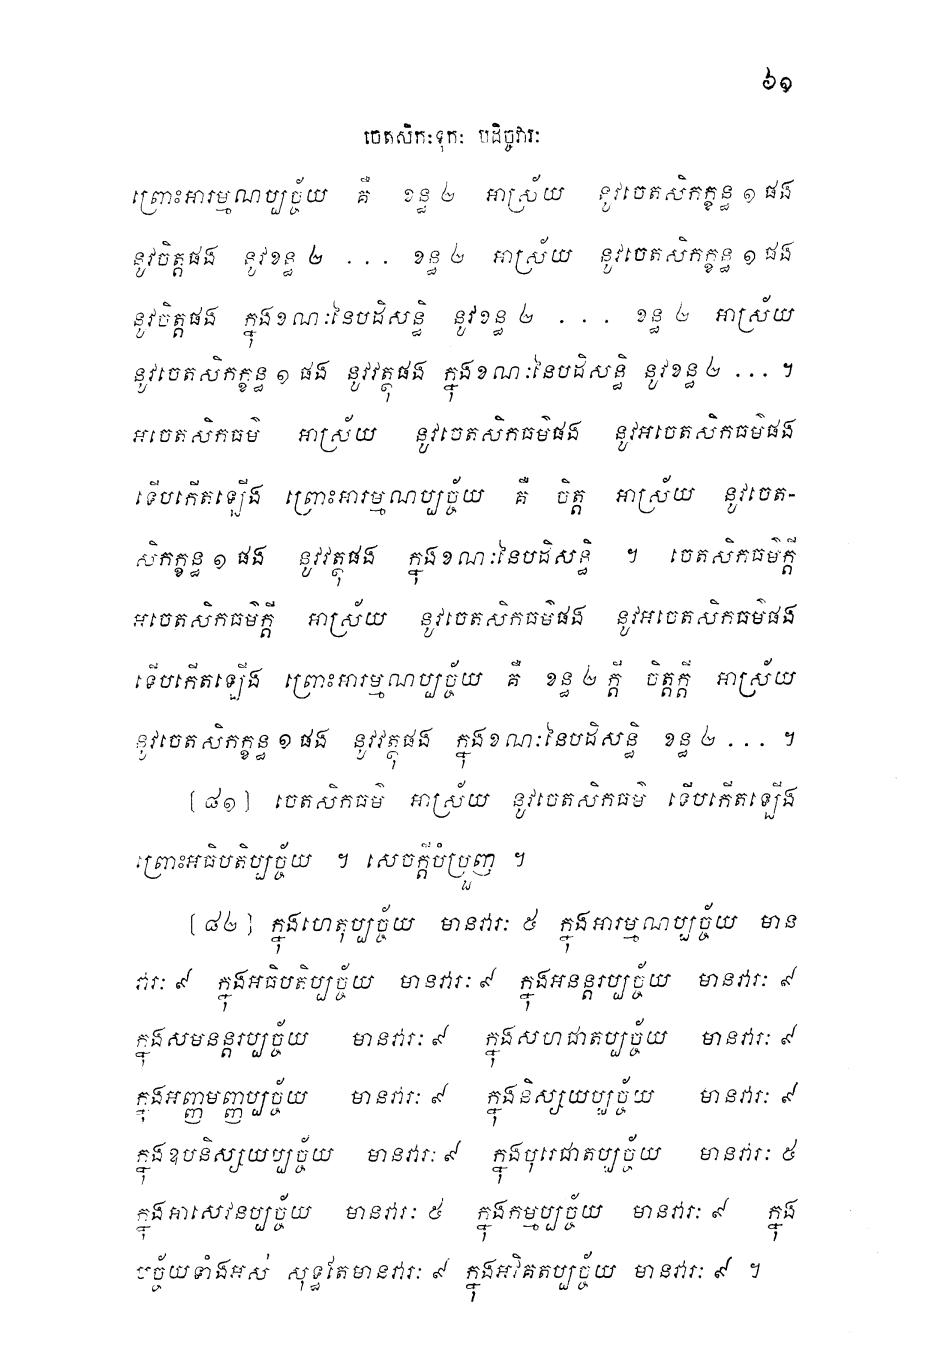 ៦១
ចេតសិកៈទុកៈ បដិច្ចវារៈ
ព្រោះអារម្មណប្បច្ច័យ គឺ ខន្ធ ២ អាស្រ័យ នូវចេតសិកក្ខន្ធ ១ ផង
នូវចិត្តផង នូវខន្ធ ២ . . . ខន្ធ ២ អាស្រ័យ នូវចេតសិកក្ខន្ធ ១ ផង
នូវចិត្តផង ក្នុងខណៈនៃបដិសន្ធិ នូវខន្ធ ២ . . . ខន្ធ ២ អាស្រ័យ
នូវចេតសិកក្ខន្ធ ១ ផង នូវវត្ថុផង ក្នុងខណៈនៃបដិសន្ធិ នូវខន្ធ ២ . . . ។
អចេតសិកធម៌ អាស្រ័យ នូវចេតសិកធម៌ផង នូវអចេតសិកធម៌ផង
ទើបកើតឡើង ព្រោះអារម្មណប្បច្ច័យ គឺ ចិត្ត អាស្រ័យ នូវចេត-
សិកក្ខន្ធ ១ ផង នូវវត្ថុផង ក្នុងខណៈនៃបដិសន្ធិ ។ ចេតសិកធម៌ក្តី
អចេតសិកធម៌ក្តី អាស្រ័យ នូវចេតសិកធម៌ផង នូវអចេតសិកធម៌ផង
ទើបកើតឡើង ព្រោះអារម្មណប្បច្ច័យ គឺ ខន្ធ ២ ក្តី ចិត្តក្តី អាស្រ័យ
នូវចេតសិកក្ខន្ធ ១ ផង នូវវត្ថុផង ក្នុងខណៈនៃបដិសន្ធិ ខន្ធ ២ . . . ។
[៨១] ចេតសិកធម៌ អាស្រ័យ នូវចេតសិកធម៌ ទើបកើតឡើង
ព្រោះអធិបតិប្បច្ច័យ ។ សេចក្តីបំប្រួញ ។
[៨២] ក្នុងហេតុប្បច្ច័យ មានវារៈ ៥ ក្នុងអារម្មណប្បច្ច័យ មាន
វារៈ ៩ ក្នុងអធិបតិប្បច្ច័យ មានវារៈ ៩ ក្នុងអនន្តរប្បច្ច័យ មានវារៈ ៩
ក្នុងសមនន្តរប្បច្ច័យ មានវារៈ ៩ ក្នុងសហជាតប្បច្ច័យ មានវារៈ ៩
ក្នុងអញ្ញមញ្ញប្បច្ច័យ មានវារៈ ៩ ក្នុងនិស្សយប្បច្ច័យ មានវារៈ ៩
ក្នុងឧបនិស្សយប្បច្ច័យ មានវារៈ ៩ ក្នុងបុរេជាតប្បច្ច័យ មានវារៈ ៥
ក្នុងអាសេវនប្បច្ច័យ មានវារៈ ៥ ក្នុងកម្មប្បច្ច័យ មានវារៈ ៩ ក្នុង
បច្ច័យទាំងអស់ សុទ្ធតែមានវារៈ ៩ ក្នុងអវិគតប្បច្ច័យ មានវារៈ ៩ ។